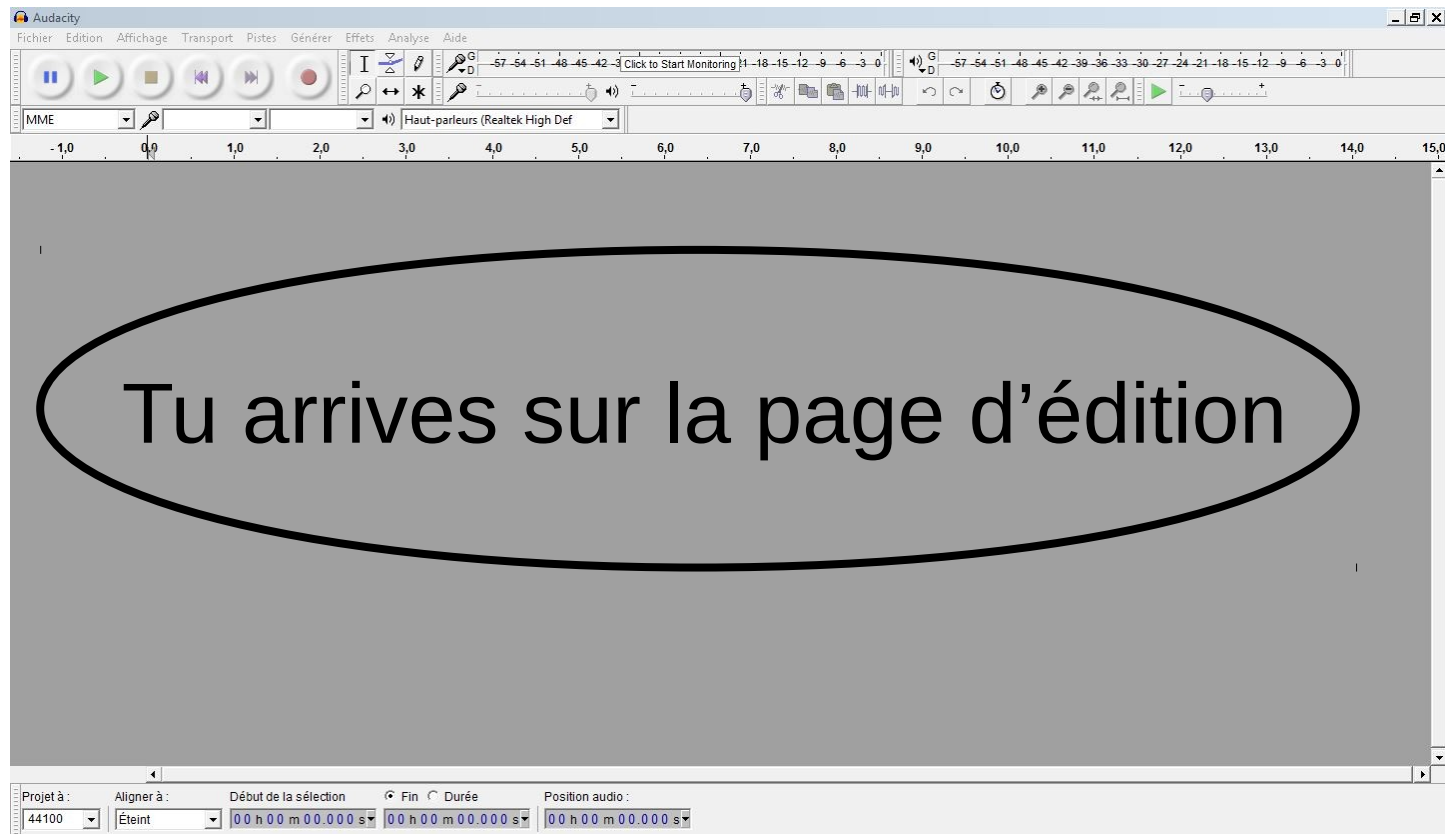 Audacity
Fichier Edition Affichage Transport Pistes Générer Effets Analyse Aide
G D -57 -54 -51 -48 -45 -42 -3 Click to Start Monitoring 1 -18 -15 -12 -9 -6 -3 0 G D -57 -54 -51 -48 -45 -42 -39 -36 -33 -30 -27 -24 -21 -18 -15 -12 -9 -6 -3 0
MME Haut-parleurs (Realtek High Def
- 1,0 0,0 1,0 2,0 3,0 4,0 5,0 6,0 7,0 8,0 9,0 10,0 11,0 12,0 13,0 14,0 15,0
Tu arrives sur la page d’édition
Projet à : Aligner à : Début de la sélection Fin Durée Position audio :
44100 Éteint 00 h 00 m 00.000 s 00 h 00 m 00.000 s 00 h 00 m 00.000 s